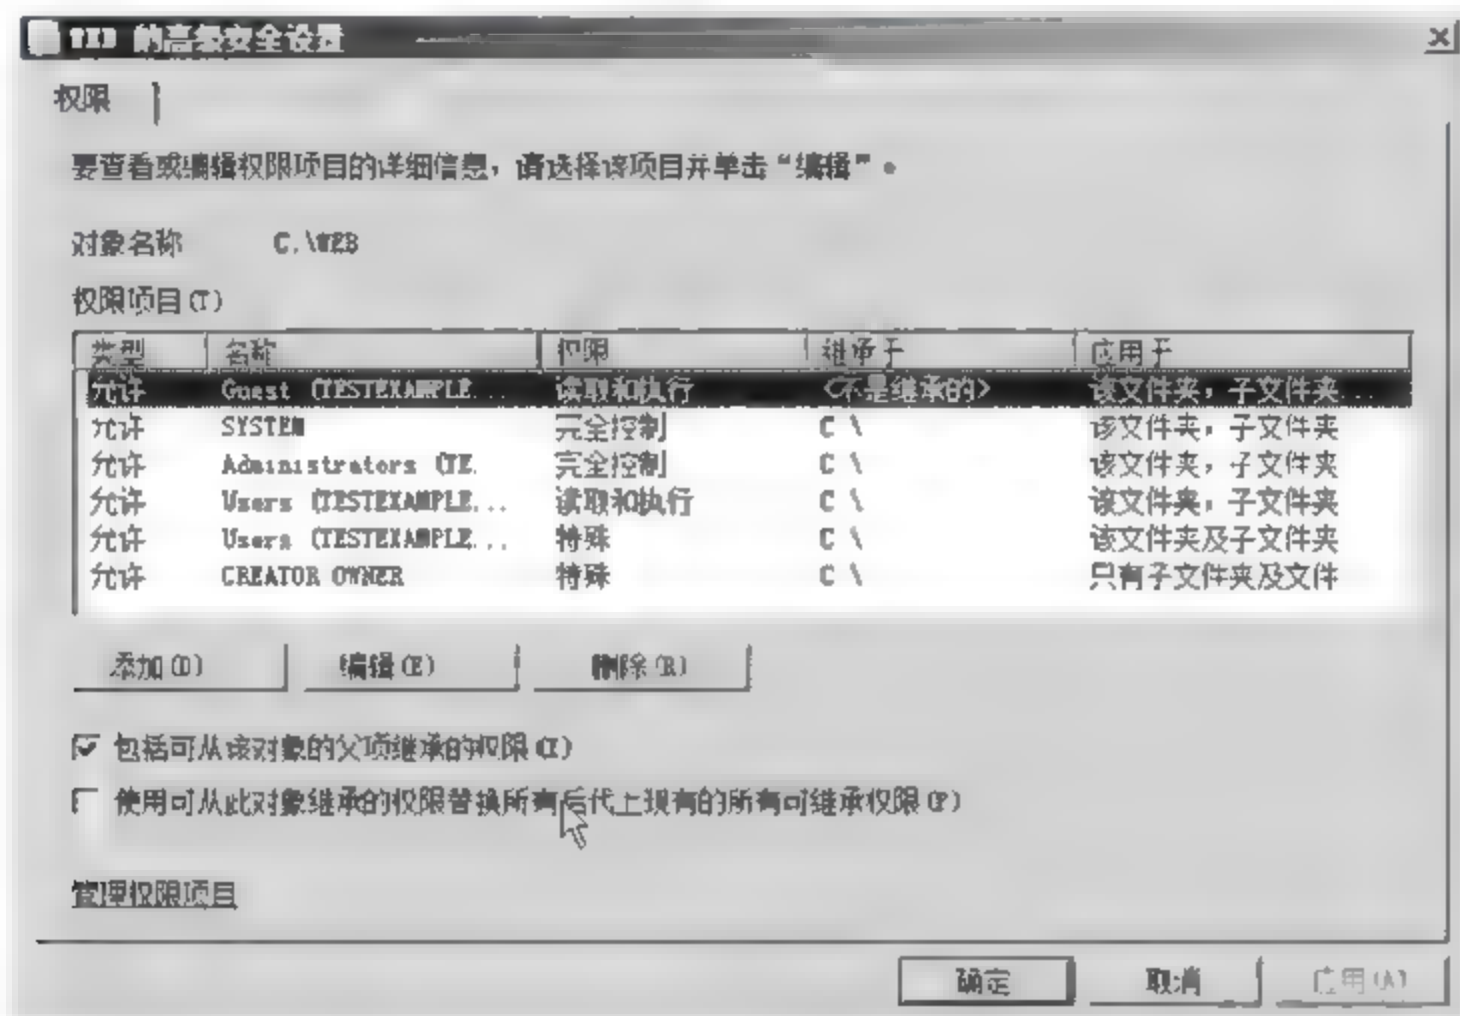 WEB 的高级安全设置
权限
要查看或编辑权限项目的详细信息，请选择该项目并单击“编辑”。
对象名称 C:\WEB
权限项目(T)
类型 名称 权限 继承于 应用于
允许 Guest (TESTEXAMPLE... 读取和执行 <不是继承的> 该文件夹，子文件夹...
允许 SYSTEM 完全控制 C:\ 该文件夹，子文件夹
允许 Administrators (TE. 完全控制 C:\ 该文件夹，子文件夹
允许 Users (TESTEXAMPLE... 读取和执行 C:\ 该文件夹，子文件夹
允许 Users (TESTEXAMPLE... 特殊 C:\ 该文件夹及子文件夹
允许 CREATOR OWNER 特殊 C:\ 只有子文件夹及文件
添加(D) 编辑(E) 删除(R)
包括可从该对象的父项继承的权限(I)
使用可从此对象继承的权限替换所有后代上现有的所有可继承权限(P)
管理权限项目
确定 取消 应用(A)